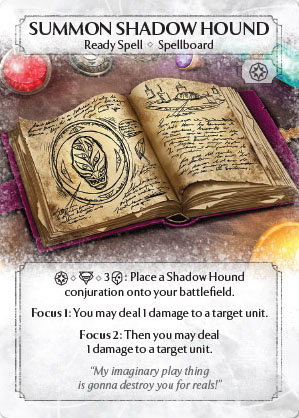 SUMMON SHADOW HOUND
Ready Spell ◇ Spellboard
3 : Place a Shadow Hound
conjuration onto your battlefield.
Focus 1: You may deal 1 damage to a target unit.
Focus 2: Then you may deal
1 damage to a target unit.
"My imaginary play thing
is gonna destroy you for reals!"